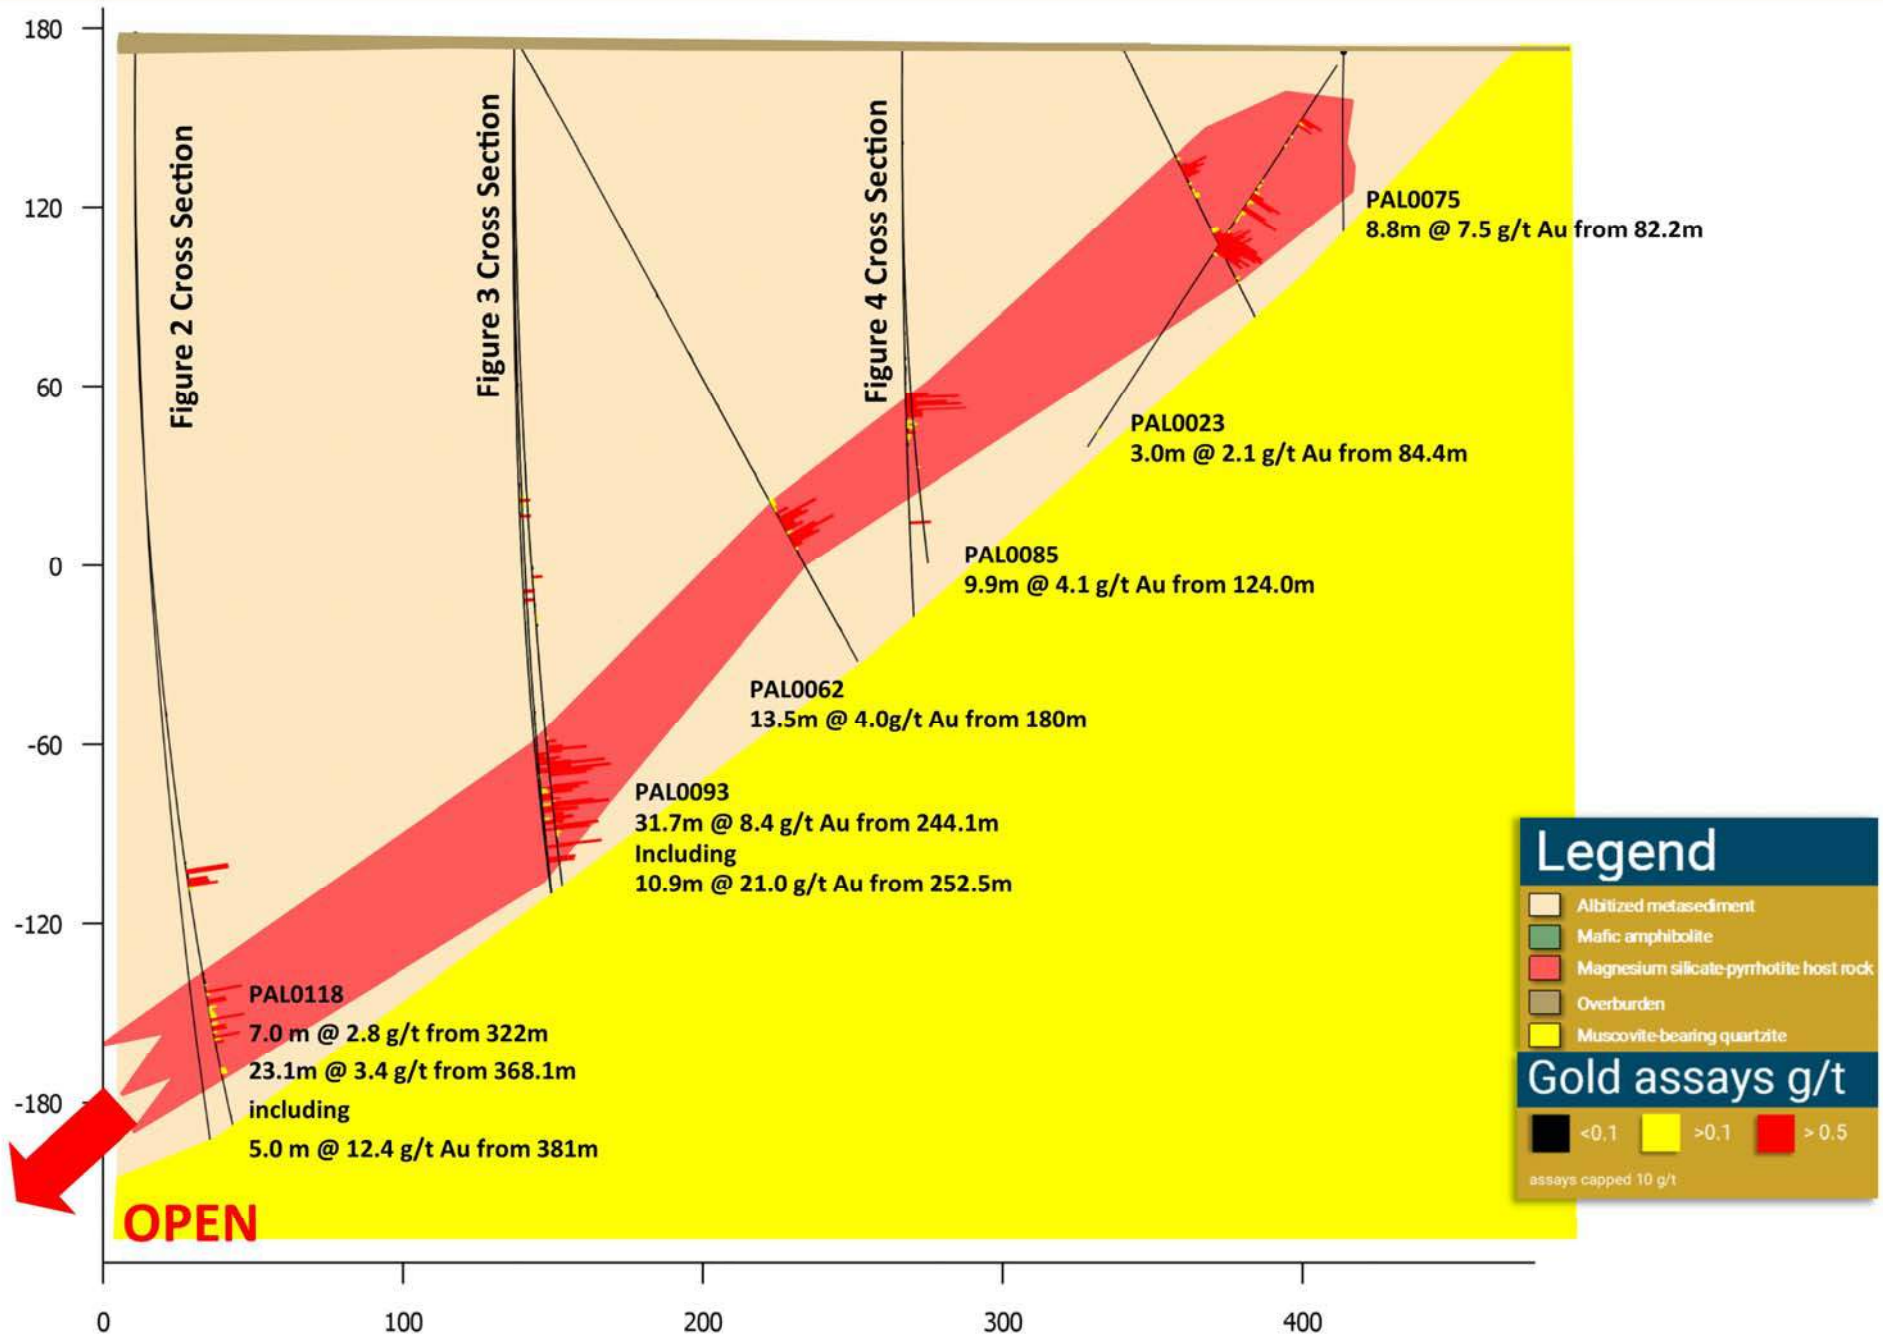 180
120
60
0
-60
-120
-180
Figure 2 Cross Section
Figure 3 Cross Section
Figure 4 Cross Section
PAL0075
8.8m @ 7.5 g/t Au from 82.2m
PAL0023
3.0m @ 2.1 g/t Au from 84.4m
PAL0085
9.9m @ 4.1 g/t Au from 124.0m
PAL0062
13.5m @ 4.0g/t Au from 180m
PAL0093
31.7m @ 8.4 g/t Au from 244.1m
Including
10.9m @ 21.0 g/t Au from 252.5m
PAL0118
7.0 m @ 2.8 g/t from 322m
23.1m @ 3.4 g/t from 368.1m
including
5.0 m @ 12.4 g/t Au from 381m
OPEN
0
100
200
300
400
Legend
Albitized metasediment
Mafic amphibolite
Magnesium silicate-pyrrhotite host rock
Overburden
Muscovite-bearing quartzite
Gold assays g/t
<0.1 >0.1 > 0.5
assays capped 10 g/t